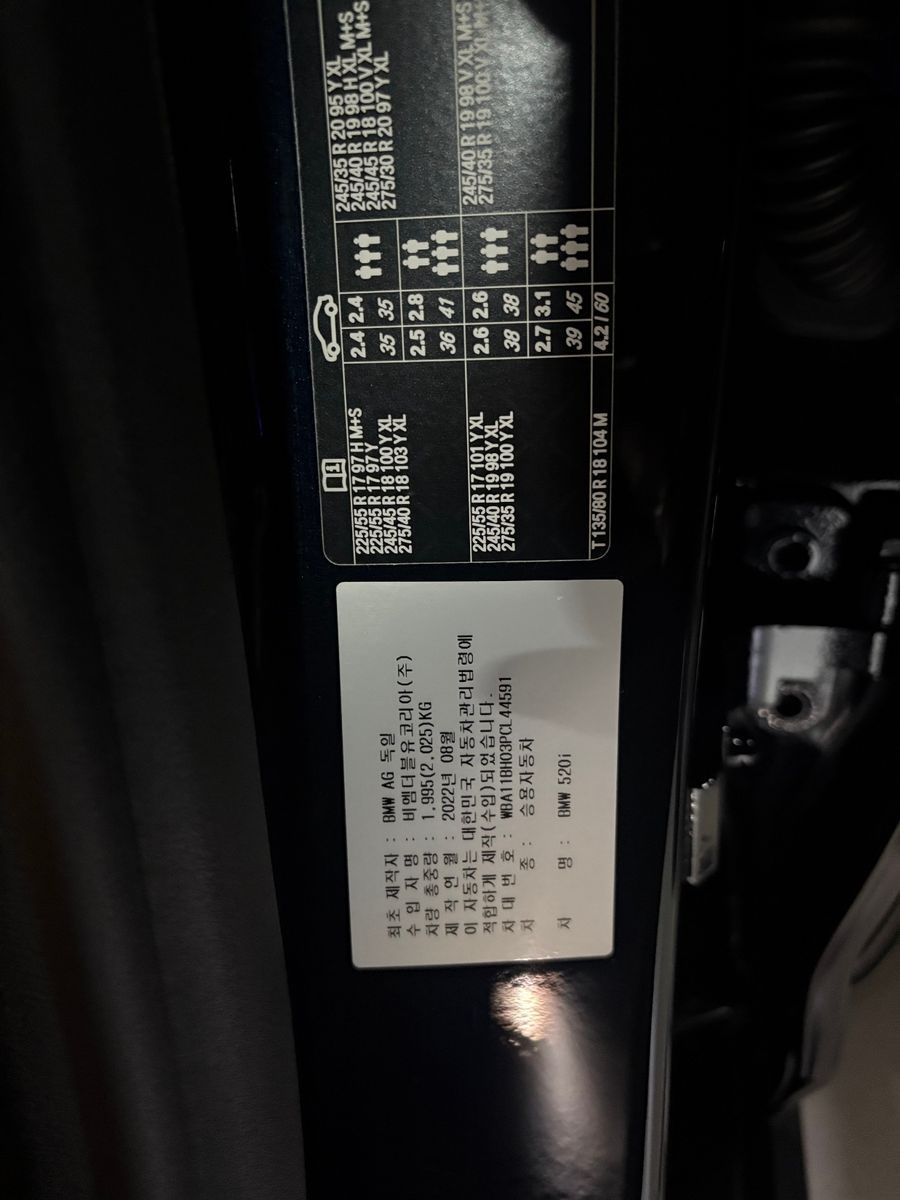 최초 제작자 : BMW AG 독일
수 입 자 명 : 비엠더블유코리아(주)
차량 총중량 : 1,995(2,025)KG
제 작 연 월 : 2022년 08월
이 자동차는 대한민국 자동차관리법령에
적합하게 제작(수입)되었습니다.
차 대 번 호 : WBA11BH03PCL44591
차 종 : 승용자동차
차 명 : BMW 520i
225/55 R 17 97 H M+S 2.4 2.4 245/35 R 20 95 Y XL
225/55 R 17 97 Y 35 35 245/40 R 19 98 H XL M+S
245/45 R 18 100 Y XL 2.5 2.8 245/45 R 18 100 V XL M+S
275/40 R 18 103 Y XL 36 41 275/30 R 20 97 Y XL
225/55 R 17 101 Y XL 2.6 2.6 245/40 R 19 98 V XL M+S
245/40 R 19 98 Y XL 38 38 275/35 R 19 100 V XL M+S
275/35 R 19 100 Y XL 2.7 3.1
39 45
T 135/80 R 18 104 M 4.2 / 60